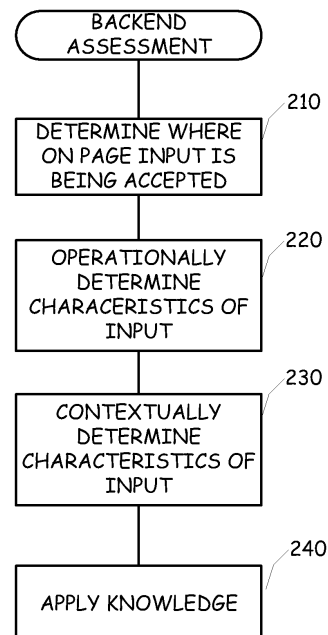 BACKEND
ASSESSMENT
210
DETERMINE WHERE
ON PAGE INPUT IS
BEING ACCEPTED
220
OPERATIONALLY
DETERMINE
CHARACERISTICS OF
INPUT
230
CONTEXTUALLY
DETERMINE
CHARACTERISTICS OF
INPUT
240
APPLY KNOWLEDGE